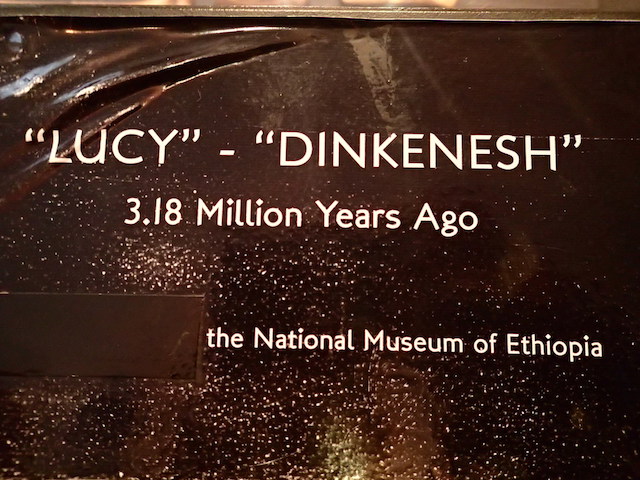 “LUCY” - “DINKENESH”
3.18 Million Years Ago
the National Museum of Ethiopia